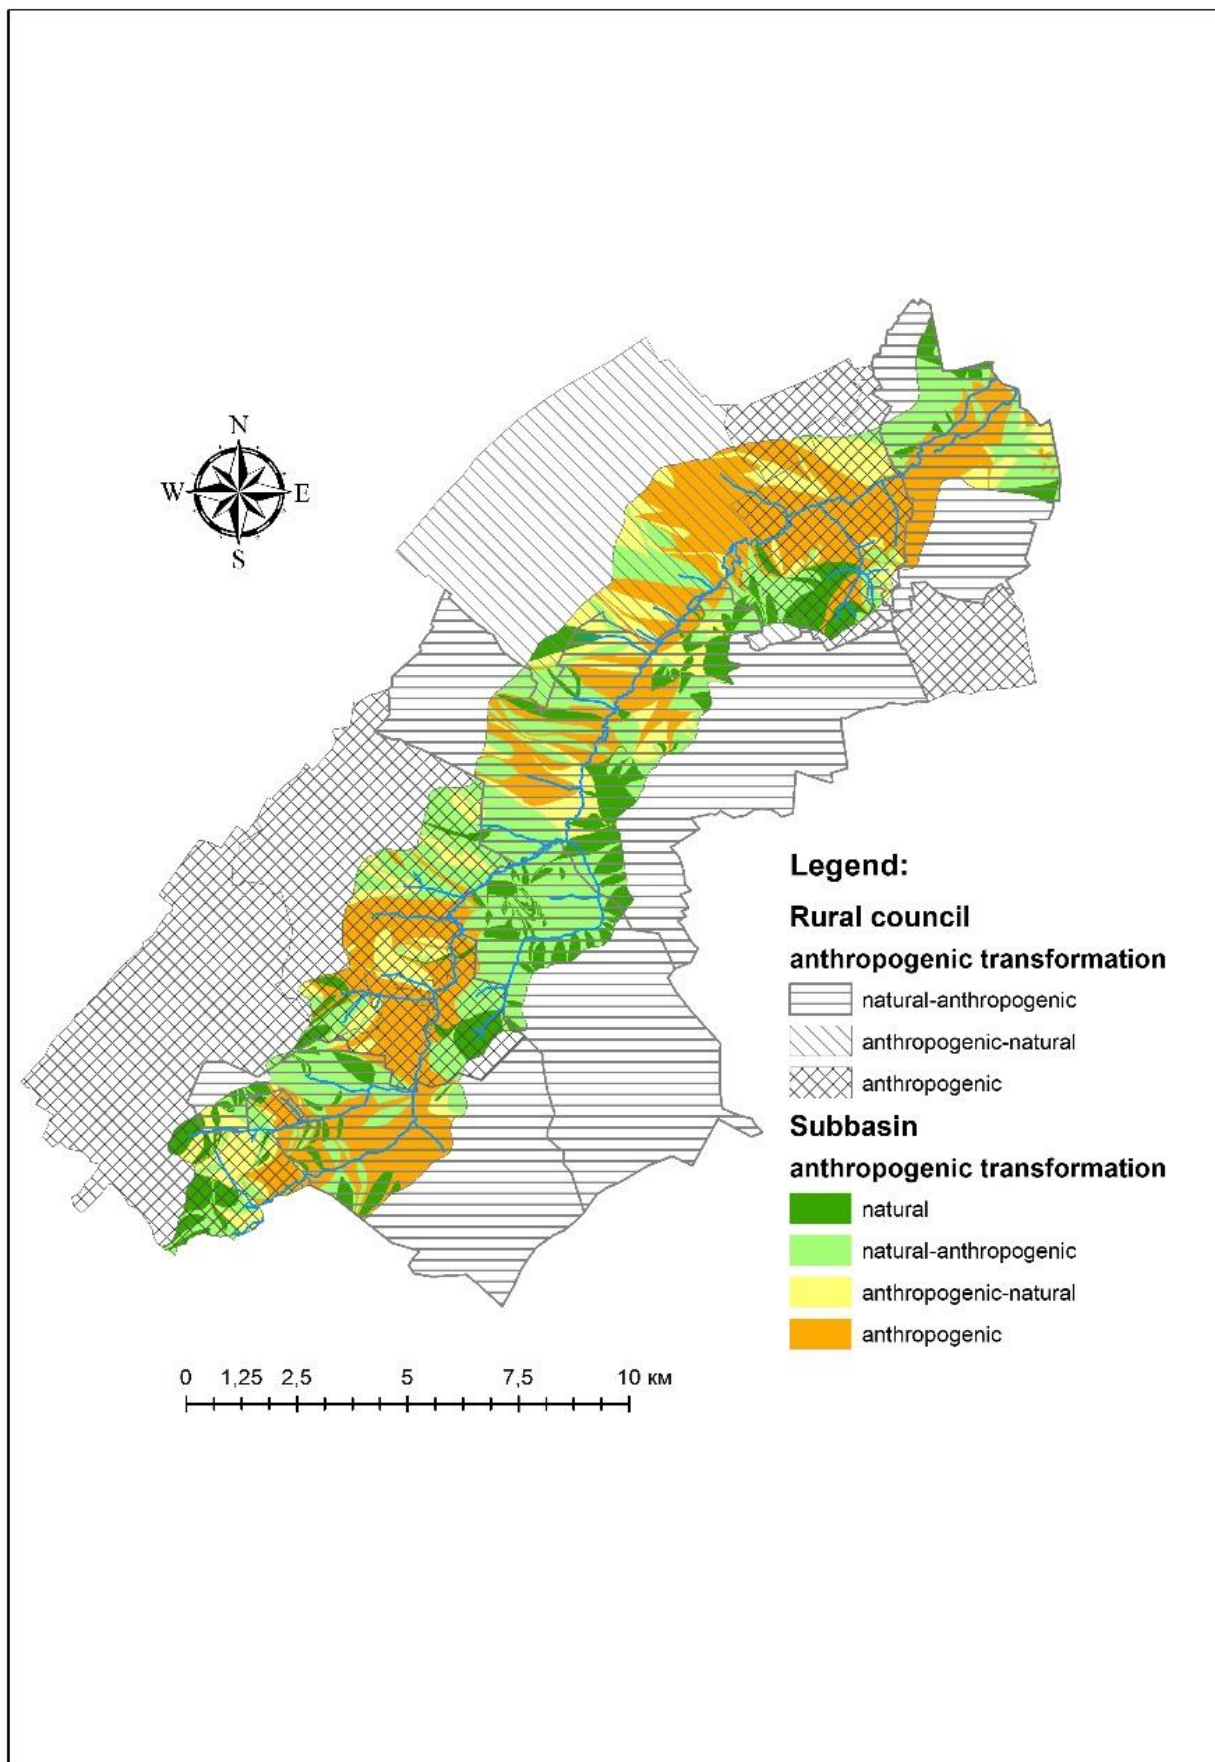 N
W E
S
Legend:
Rural council
anthropogenic transformation
natural-anthropogenic
anthropogenic-natural
anthropogenic
Subbasin
anthropogenic transformation
natural
natural-anthropogenic
anthropogenic-natural
anthropogenic
0 1,25 2,5 5 7,5 10 км